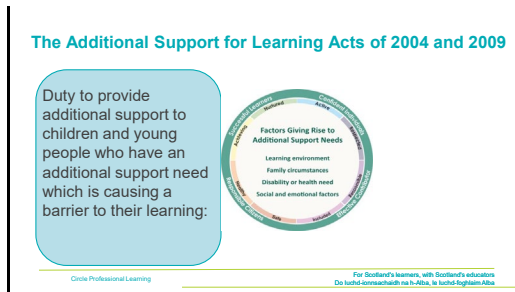 The Additional Support for Learning Acts of 2004 and 2009
Duty to provide
additional support to
children and young
people who have an
additional support need
which is causing a
barrier to their learning:
Successful Learners
Confident Individuals
Nurtured
Active
Achieving
Respected
Factors Giving Rise to
Additional Support Needs
Learning environment
Family circumstances
Disability or health need
Social and emotional factors
Healthy
Responsible
Safe
Included
Responsible Citizens
Effective Contributors
Circle Professional Learning
For Scotland's learners, with Scotland's educators
Do luchd-ionnsachaidh na h-Alba, le luchd-foghlaim Alba